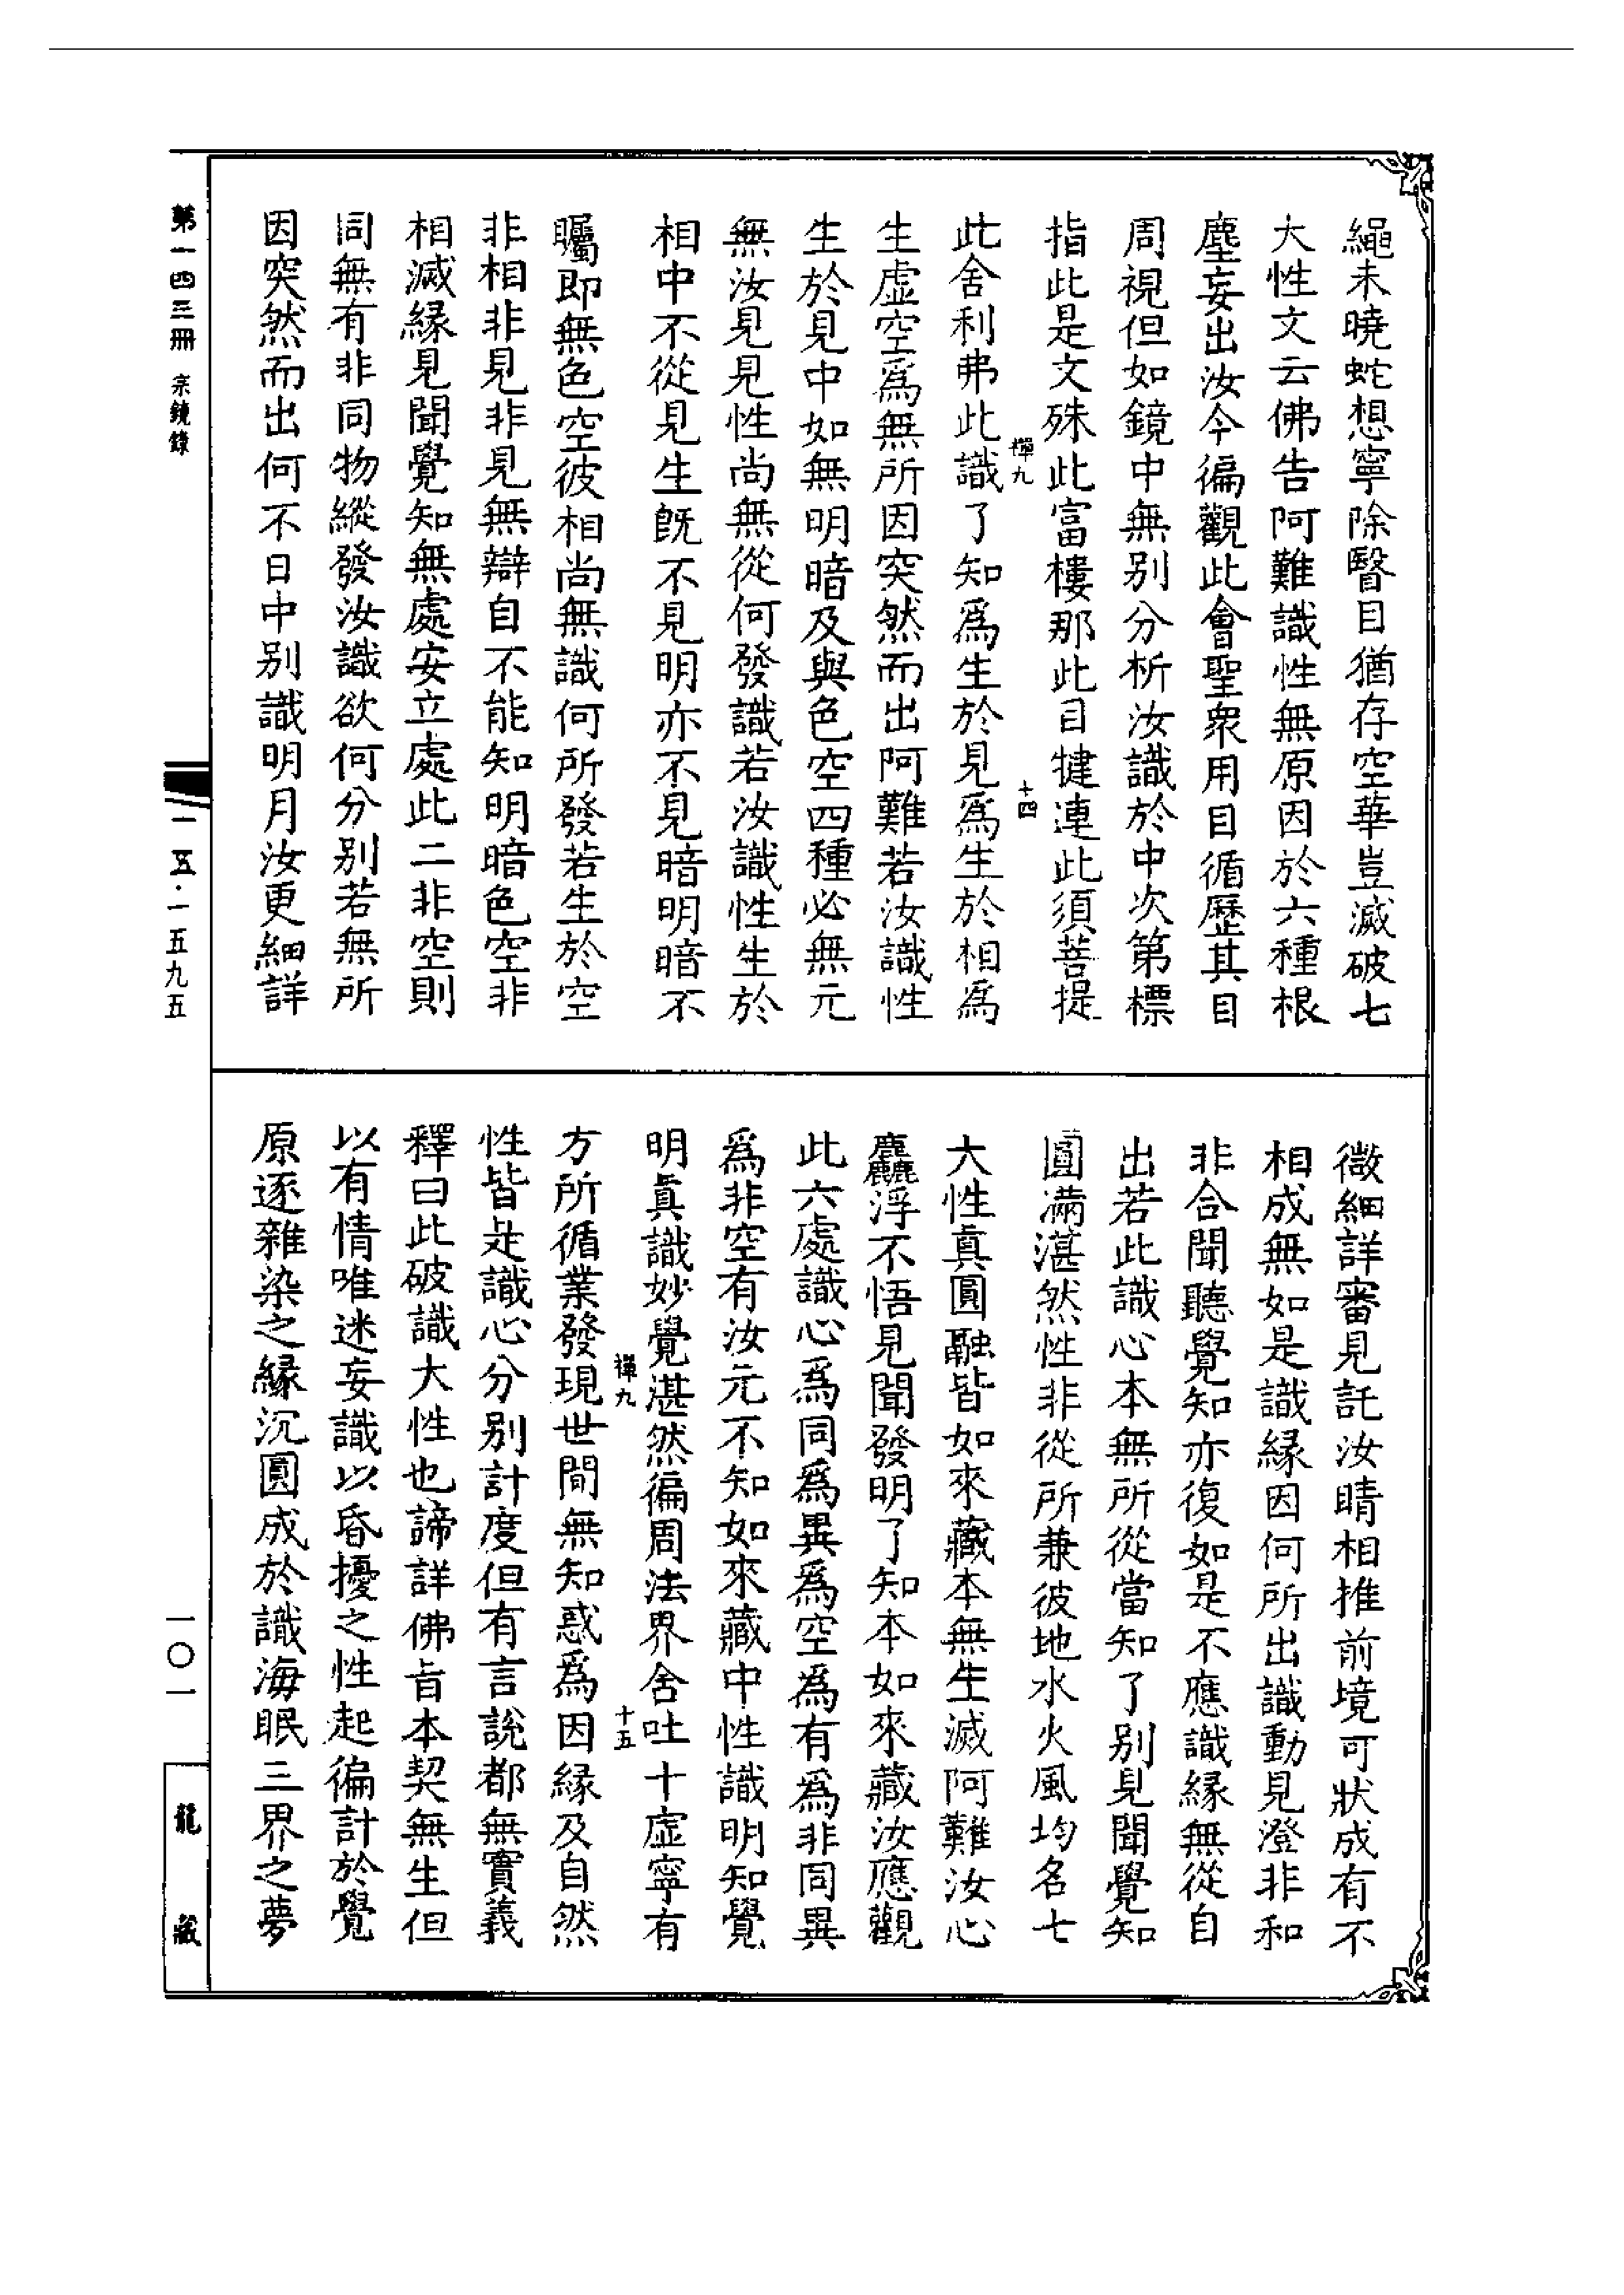 繩未曉蛇想寧除瞖目猶存空華豈滅破七
大性文云佛告阿難識性無原因於六種根
塵妄出汝今徧觀此會聖衆用目循歷其目
周視但如鏡中無别分析汝識於中次第標
指此是文殊此富樓那此目犍連此須菩提
禪九
十四
此舍利弗此識了知爲生於見爲生於相爲
生虛空爲無所因突然而出阿難若汝識性
生於見中如無明暗及與色空四種必無元
無汝見見性尚無從何發識若汝識性生於
相中不從見生旣不見明亦不見暗明暗不
矚即無色空彼相尚無識何所發若生於空
非相非見非見無辯自不能知明暗色空非
相滅縁見聞覺知無處安立處此二非空則
同無有非同物縱發汝識欲何分别若無所
因突然而出何不日中别識明月汝更細詳
微細詳審見託汝睛相推前境可狀成有不
相成無如是識縁因何所出識動見澄非和
非合聞聽覺知亦復如是不應識縁無從自
出若此識心本無所從當知了别見聞覺知
圓滿湛然性非從所兼彼地水火風均名七
大性真圓融皆如來藏本無生滅阿難汝心
麤浮不悟見聞發明了知本如來藏汝應觀
此六處識心爲同爲異爲空爲有爲非同異
爲非空有汝元不知如來藏中性識明知覺
明眞識妙覺湛然徧周法界含吐十虛寧有
禪九
十五
方所循業發現世間無知惑爲因緣及自然
性皆是識心分别計度但有言說都無實義
釋曰此破識大性也諦詳佛旨本契無生但
以有情唯迷妄識以昏擾之性起徧計於覺
原逐雜染之緣沉圓成於識海眠三界之夢
第一四三冊 宗鏡錄
一五·一五九五
一〇一
龍藏